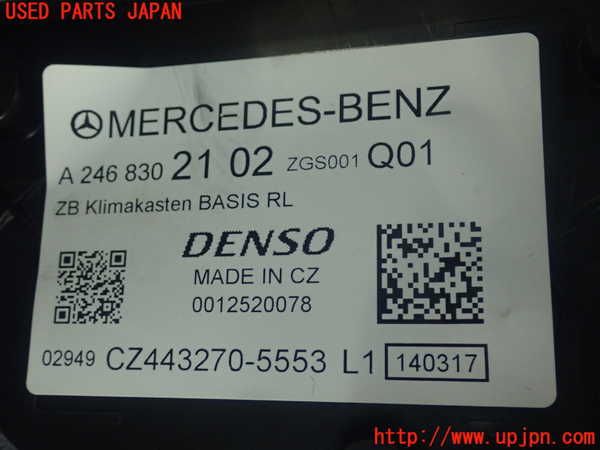 USED PARTS JAPAN
MERCEDES-BENZ
A 246 830 21 02 ZGS001 Q01
ZB Klimakasten BASIS RL
DENSO
MADE IN CZ
0012520078
02949 CZ443270-5553 L1 140317
http://www.upjpn.com/